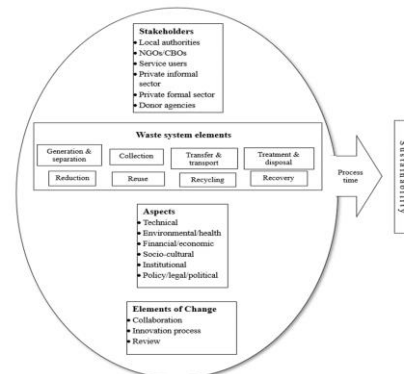 Stakeholders
• Local authorities
• NGOs/CBOs
• Service users
• Private informal
sector
• Private formal sector
• Donor agencies
Waste system elements
Generation &
separation
Collection
Transfer &
transport
Treatment &
disposal
Reduction
Reuse
Recycling
Recovery
Process
time
Sustainability
Aspects
• Technical
• Environmental/health
• Financial/economic
• Socio-cultural
• Institutional
• Policy/legal/political
Elements of Change
• Collaboration
• Innovation process
• Review